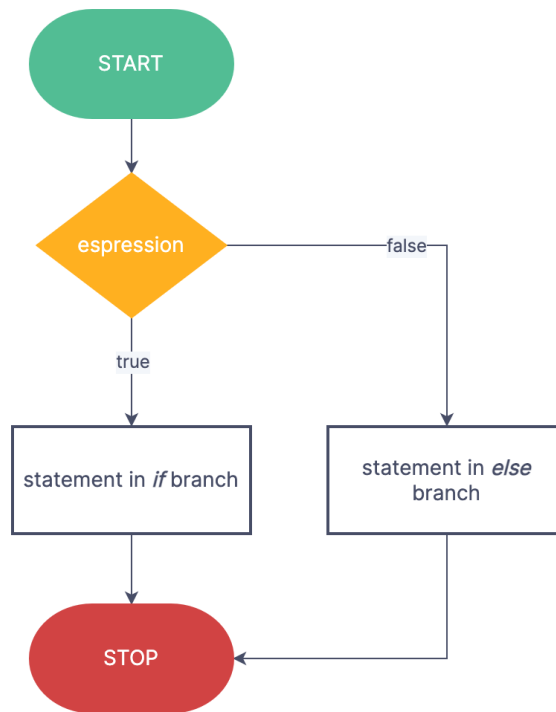 START
espression
false
true
statement in if branch
statement in else
branch
STOP